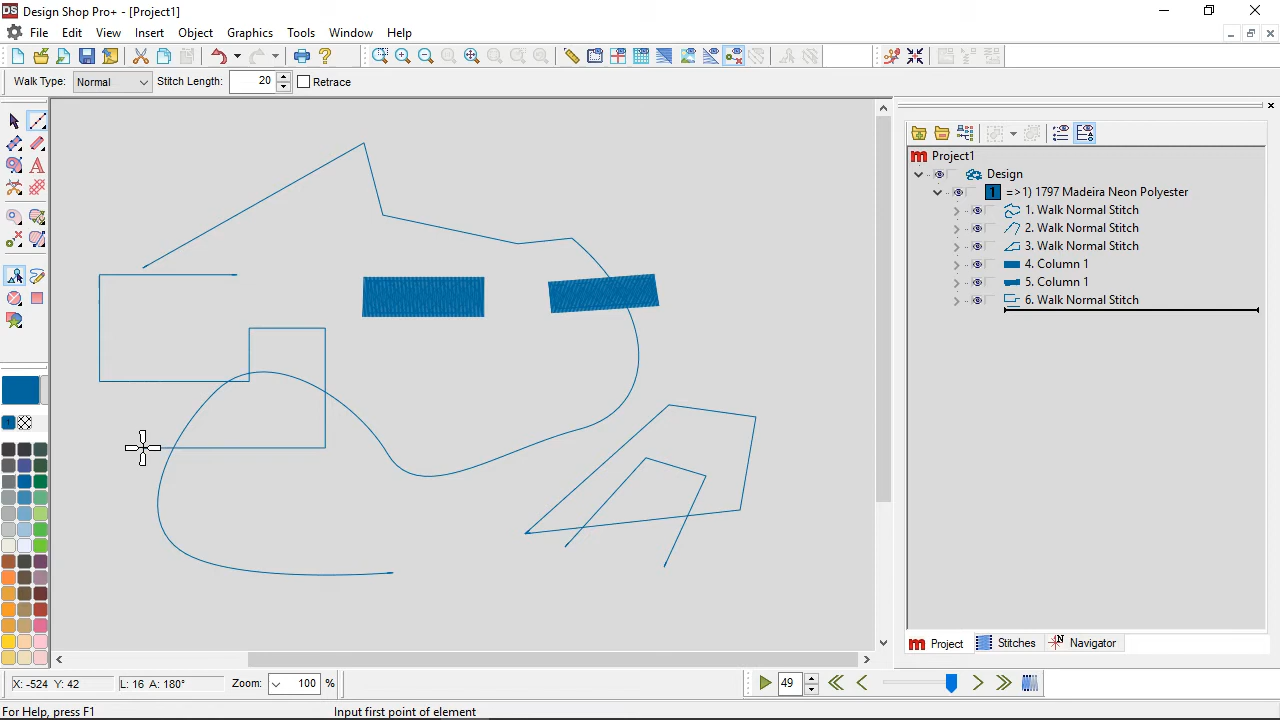 DS Design Shop Pro+ - [Project1]
File Edit View Insert Object Graphics Tools Window Help
Walk Type: Normal Stitch Length: 20 Retrace
Project1
Design
1 =>1) 1797 Madeira Neon Polyester
1. Walk Normal Stitch
2. Walk Normal Stitch
3. Walk Normal Stitch
4. Column 1
5. Column 1
6. Walk Normal Stitch
1
Project Stitches Navigator
X: -524 Y: 42 L: 16 A: 180° Zoom: 100 % 49
For Help, press F1 Input first point of element